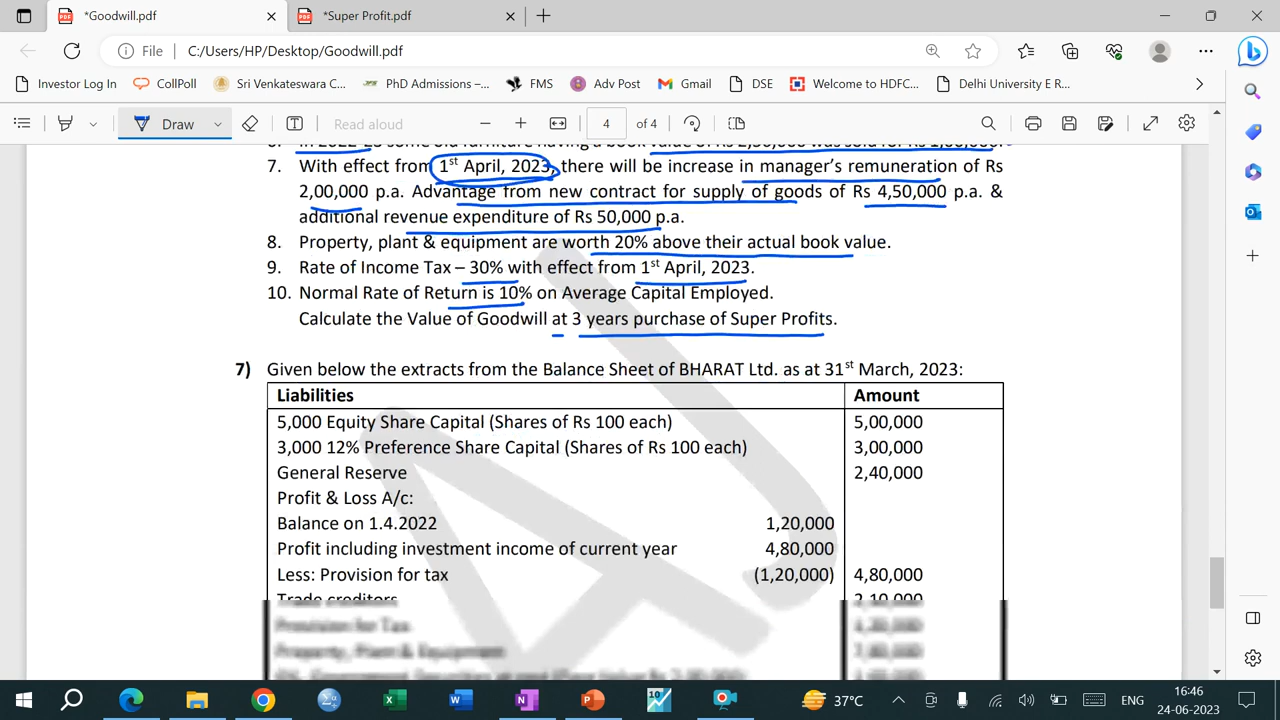 *Goodwill.pdf
*Super Profit.pdf
File C:/Users/HP/Desktop/Goodwill.pdf
Investor Log In CollPoll Sri Venkateswara C... PhD Admissions –... FMS Adv Post Gmail DSE Welcome to HDFC... Delhi University E R...
Draw Read aloud 4 of 4
7. With effect from 1st April, 2023, there will be increase in manager's remuneration of Rs
2,00,000 p.a. Advantage from new contract for supply of goods of Rs 4,50,000 p.a. &
additional revenue expenditure of Rs 50,000 p.a.
8. Property, plant & equipment are worth 20% above their actual book value.
9. Rate of Income Tax – 30% with effect from 1st April, 2023.
10. Normal Rate of Return is 10% on Average Capital Employed.
Calculate the Value of Goodwill at 3 years purchase of Super Profits.
7) Given below the extracts from the Balance Sheet of BHARAT Ltd. as at 31st March, 2023:
Liabilities Amount
5,000 Equity Share Capital (Shares of Rs 100 each) 5,00,000
3,000 12% Preference Share Capital (Shares of Rs 100 each) 3,00,000
General Reserve 2,40,000
Profit & Loss A/c:
Balance on 1.4.2022 1,20,000
Profit including investment income of current year 4,80,000
Less: Provision for tax (1,20,000) 4,80,000
Trade creditors 2,10,000
AJ
37°C ENG 16:46
24-06-2023